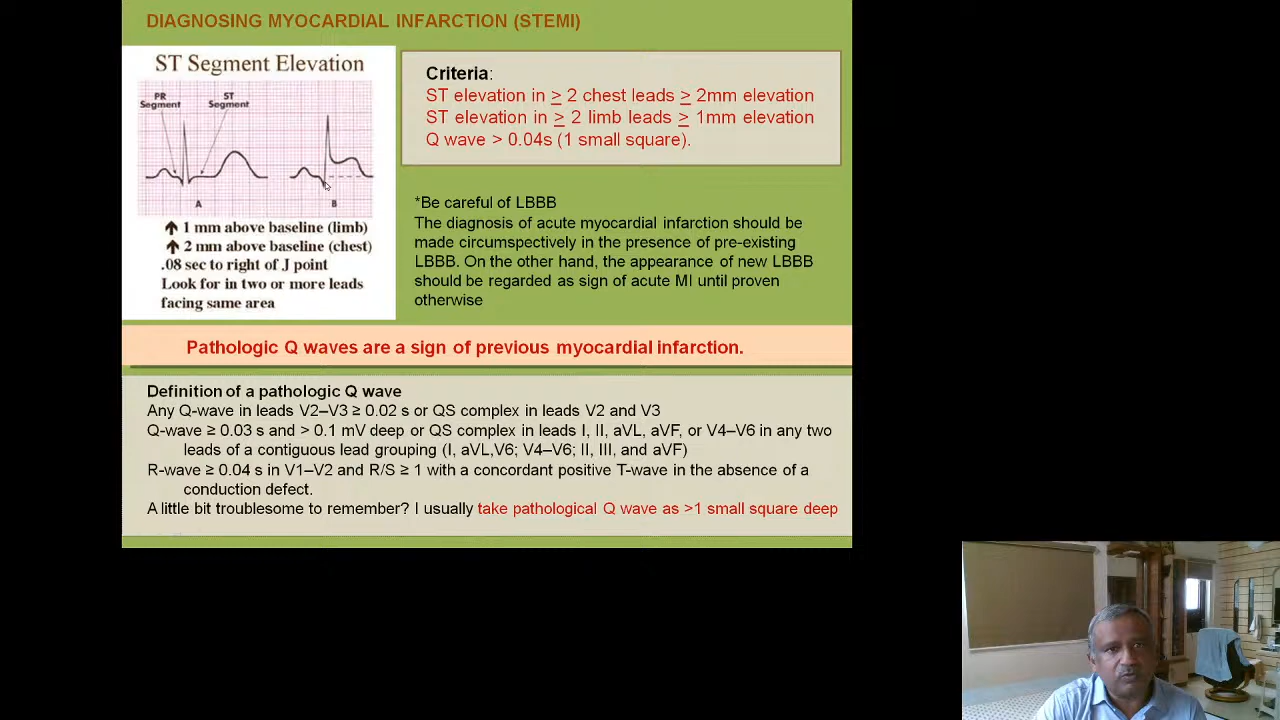 DIAGNOSING MYOCARDIAL INFARCTION (STEMI)
ST Segment Elevation
PR
Segment
ST
Segment
A
B
↑ 1 mm above baseline (limb)
↑ 2 mm above baseline (chest)
.08 sec to right of J point
Look for in two or more leads
facing same area
Criteria:
ST elevation in ≥ 2 chest leads ≥ 2mm elevation
ST elevation in ≥ 2 limb leads ≥ 1mm elevation
Q wave > 0.04s (1 small square).
*Be careful of LBBB
The diagnosis of acute myocardial infarction should be
made circumspectively in the presence of pre-existing
LBBB. On the other hand, the appearance of new LBBB
should be regarded as sign of acute MI until proven
otherwise
Pathologic Q waves are a sign of previous myocardial infarction.
Definition of a pathologic Q wave
Any Q-wave in leads V2–V3 ≥ 0.02 s or QS complex in leads V2 and V3
Q-wave ≥ 0.03 s and > 0.1 mV deep or QS complex in leads I, II, aVL, aVF, or V4–V6 in any two
leads of a contiguous lead grouping (I, aVL,V6; V4–V6; II, III, and aVF)
R-wave ≥ 0.04 s in V1–V2 and R/S ≥ 1 with a concordant positive T-wave in the absence of a
conduction defect.
A little bit troublesome to remember? I usually take pathological Q wave as >1 small square deep